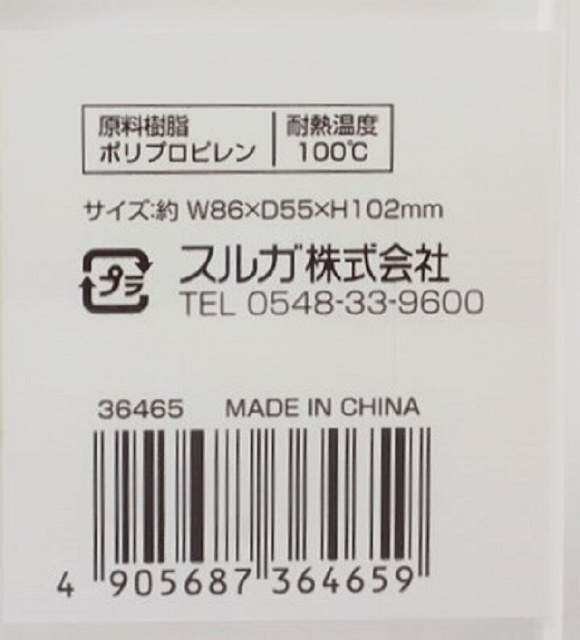 原料樹脂 耐熱温度
ポリプロピレン 100℃
サイズ:約 W86×D55×H102mm
プラ
スルガ株式会社
TEL 0548-33-9600
36465 MADE IN CHINA
4 905687 364659